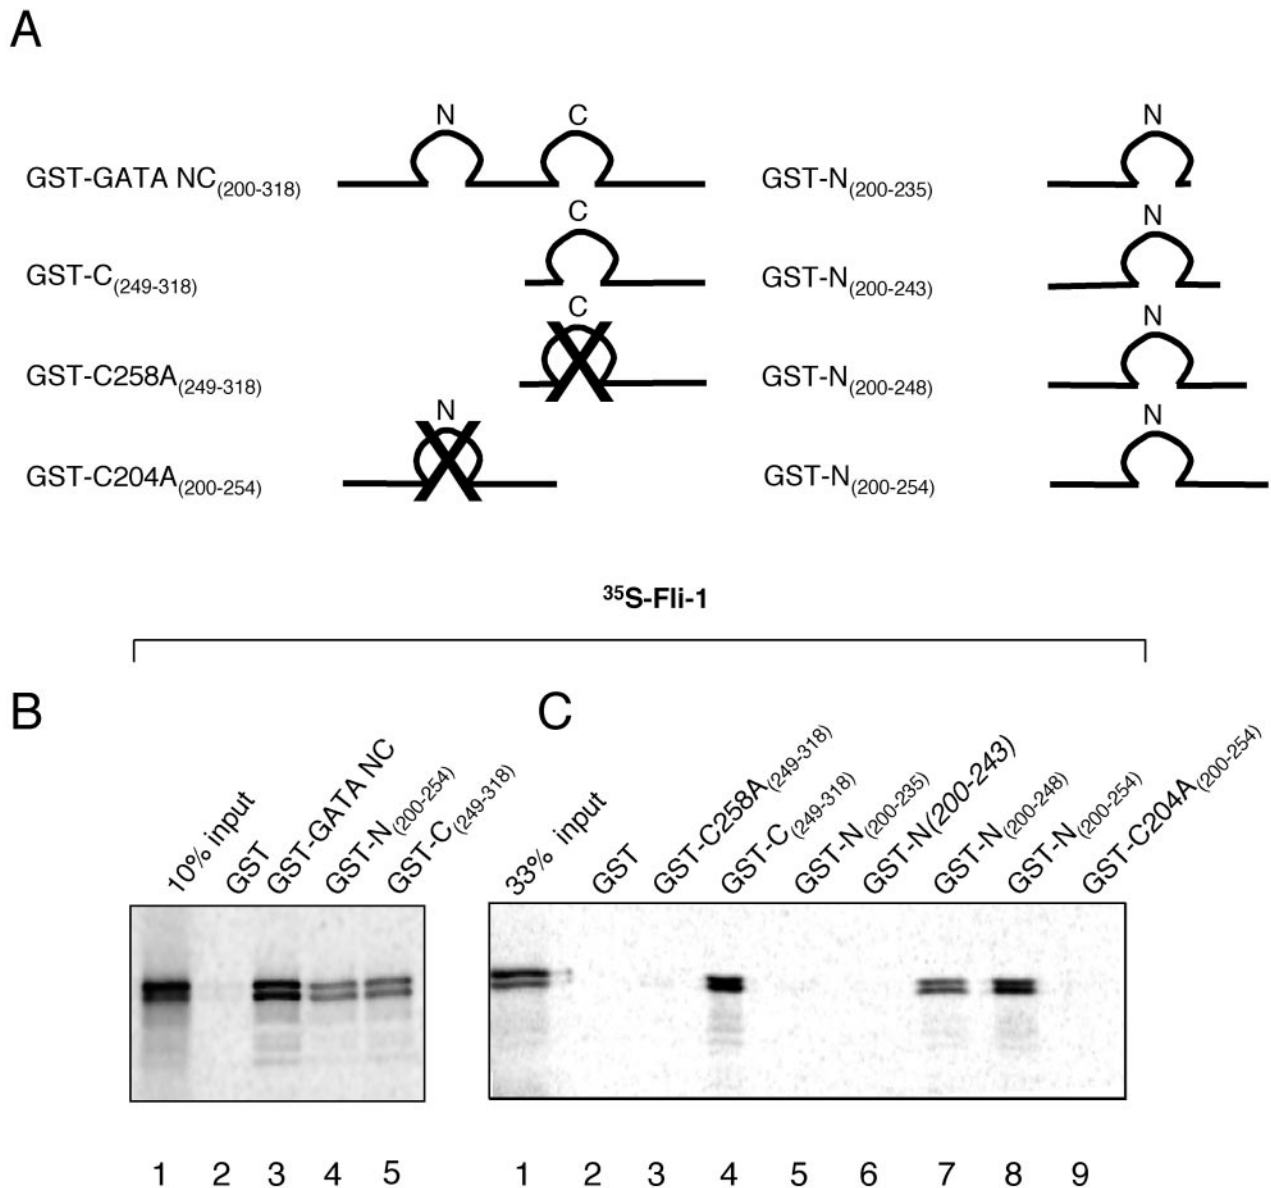 A
N C N
GST-GATA NC(200-318) GST-N(200-235)
C N
GST-C(249-318) GST-N(200-243)
C N
GST-C258A(249-318) GST-N(200-248)
N N
GST-C204A(200-254) GST-N(200-254)
35S-Fli-1
B
10% input
GST
GST-GATA NC
GST-N(200-254)
GST-C(249-318)
1 2 3 4 5
C
33% input
GST
GST-C258A(249-318)
GST-C(249-318)
GST-N(200-235)
GST-N(200-243)
GST-N(200-248)
GST-N(200-254)
GST-C204A(200-254)
1 2 3 4 5 6 7 8 9